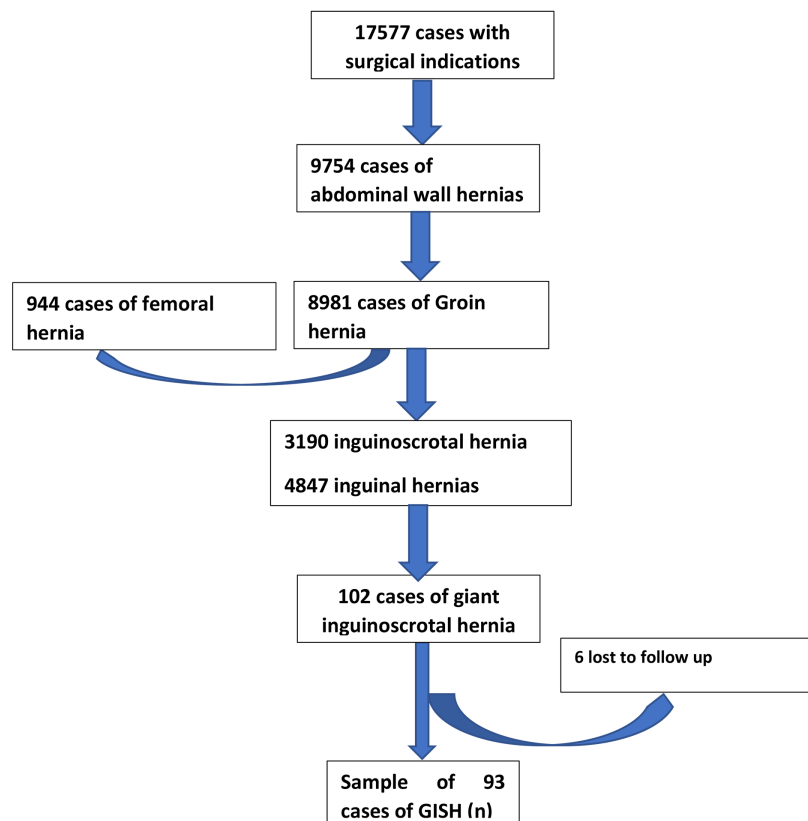 17577 cases with
surgical indications
9754 cases of
abdominal wall hernias
944 cases of femoral
hernia
8981 cases of Groin
hernia
3190 inguinoscrotal hernia
4847 inguinal hernias
102 cases of giant
inguinoscrotal hernia
6 lost to follow up
Sample of 93
cases of GISH (n)